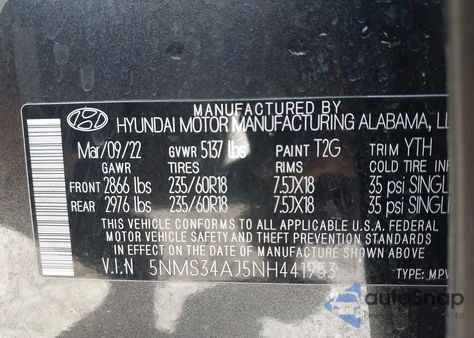 MANUFACTURED BY
HYUNDAI MOTOR MANUFACTURING ALABAMA, LL
Mar/09/22 GVWR 5137 lbs PAINT T2G TRIM YTH
GAWR TIRES RIMS COLD TIRE INF
FRONT 2866 lbs 235/60R18 7.5JX18 35 psi SINGL
REAR 2976 lbs 235/60R18 7.5JX18 35 psi SINGL
THIS VEHICLE CONFORMS TO ALL APPLICABLE U.S.A. FEDERAL
MOTOR VEHICLE SAFETY AND THEFT PREVENTION STANDARDS
IN EFFECT ON THE DATE OF MANUFACTURE SHOWN ABOVE.
V.I.N 5NMS34AJ5NH441953 TYPE: MPV
autoSnap